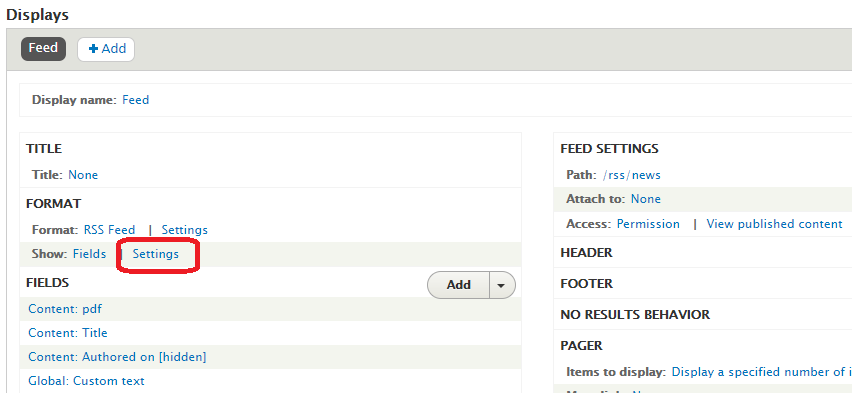 Displays
Feed
Add
Display name: Feed
TITLE
Title: None
FORMAT
Format: RSS Feed | Settings
Show: Fields | Settings
FIELDS
Add
Content: pdf
Content: Title
Content: Authored on [hidden]
Global: Custom text
FEED SETTINGS
Path: /rss/news
Attach to: None
Access: Permission | View published content
HEADER
FOOTER
NO RESULTS BEHAVIOR
PAGER
Items to display: Display a specified number of